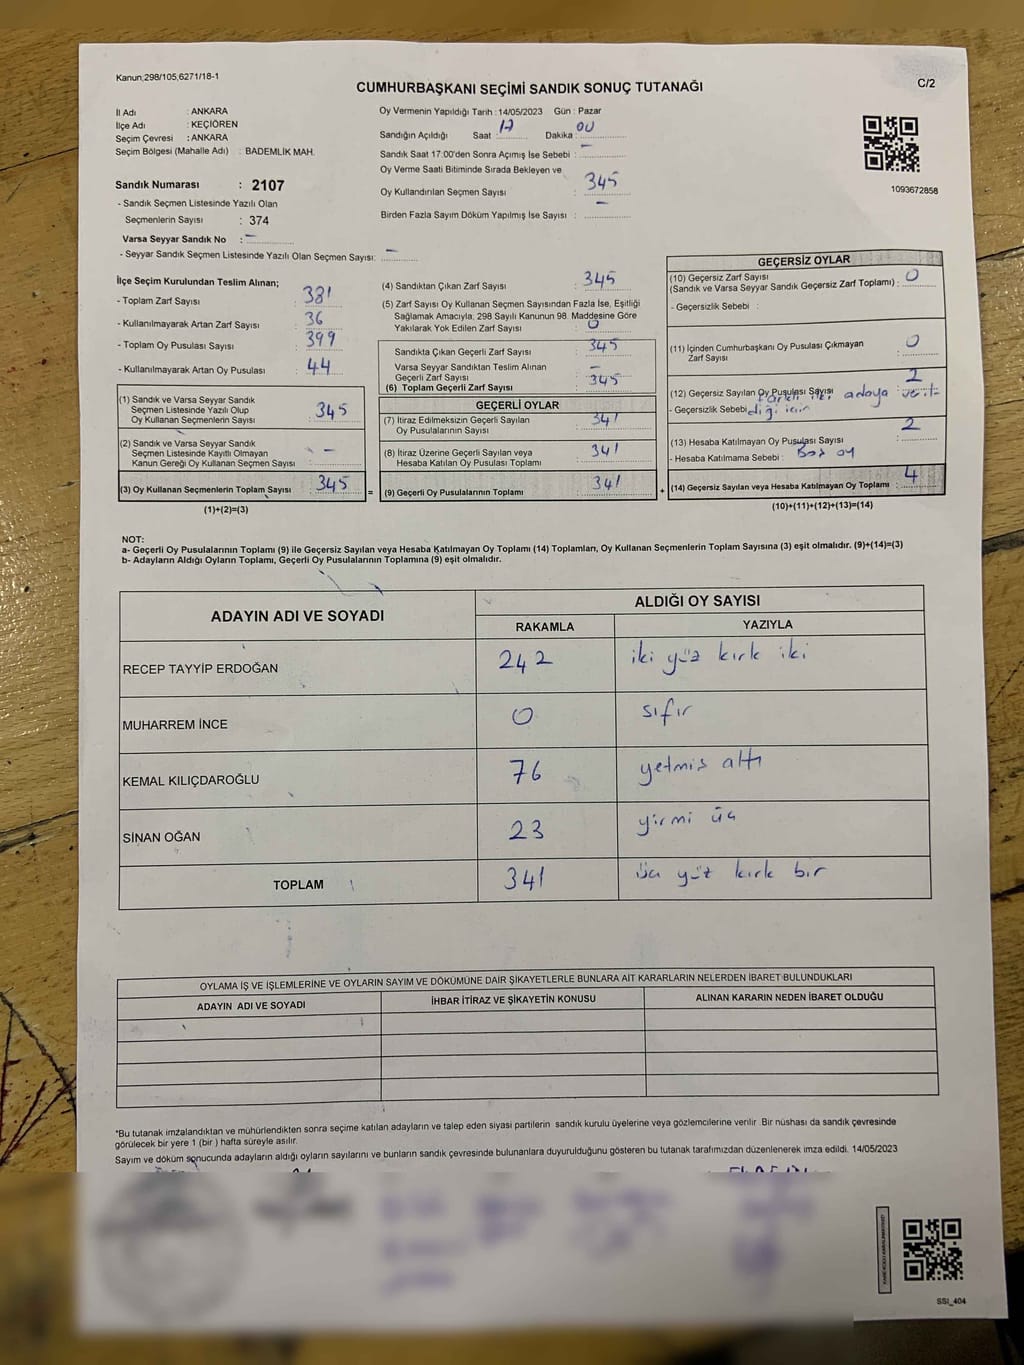 Kanun,298/105,6271/18-1
CUMHURBAŞKANI SEÇİMİ SANDIK SONUÇ TUTANAĞI
C/2
İl Adı : ANKARA
İlçe Adı : KEÇİÖREN
Seçim Çevresi : ANKARA
Seçim Bölgesi (Mahalle Adı) : BADEMLİK MAH.
Sandık Numarası : 2107
- Sandık Seçmen Listesinde Yazılı Olan
Seçmenlerin Sayısı : 374
Varsa Seyyar Sandık No : -
- Seyyar Sandık Seçmen Listesinde Yazılı Olan Seçmen Sayısı: -
Oy Vermenin Yapıldığı Tarih : 14/05/2023 Gün : Pazar
Sandığın Açıldığı Saat 17 Dakika 00
Sandık Saat 17:00'den Sonra Açımış İse Sebebi : -
Oy Verme Saati Bitiminde Sırada Bekleyen ve
Oy Kullandırılan Seçmen Sayısı : 345
Birden Fazla Sayım Döküm Yapılmış İse Sayısı : -
1093672858
İlçe Seçim Kurulundan Teslim Alınan;
- Toplam Zarf Sayısı : 381
- Kullanılmayarak Artan Zarf Sayısı : 36
- Toplam Oy Pusulası Sayısı : 399
- Kullanılmayarak Artan Oy Pusulası : 44
(1) Sandık ve Varsa Seyyar Sandık
Seçmen Listesinde Yazılı Olup
Oy Kullanan Seçmenlerin Sayısı : 345
(2) Sandık ve Varsa Seyyar Sandık
Seçmen Listesinde Kayıtlı Olmayan
Kanun Gereği Oy Kullanan Seçmen Sayısı : -
(3) Oy Kullanan Seçmenlerin Toplam Sayısı : 345
(1)+(2)=(3)
(4) Sandıktan Çıkan Zarf Sayısı : 345
(5) Zarf Sayısı Oy Kullanan Seçmen Sayısından Fazla İse, Eşitliği
Sağlamak Amacıyla; 298 Sayılı Kanunun 98. Maddesine Göre
Yakılarak Yok Edilen Zarf Sayısı : 0
Sandıkta Çıkan Geçerli Zarf Sayısı : 345
Varsa Seyyar Sandıktan Teslim Alınan
Geçerli Zarf Sayısı : -
(6) Toplam Geçerli Zarf Sayısı : 345
GEÇERLİ OYLAR
(7) İtiraz Edilmeksizin Geçerli Sayılan
Oy Pusulalarının Sayısı : 341
(8) İtiraz Üzerine Geçerli Sayılan veya
Hesaba Katılan Oy Pusulası Toplamı : 341
= (9) Geçerli Oy Pusulalarının Toplamı : 341
GEÇERSİZ OYLAR
(10) Geçersiz Zarf Sayısı
(Sandık ve Varsa Seyyar Sandık Geçersiz Zarf Toplamı) : 0
- Geçersizlik Sebebi :
(11) İçinden Cumhurbaşkanı Oy Pusulası Çıkmayan
Zarf Sayısı : 0
(12) Geçersiz Sayılan Oy Pusulası Sayısı 2
- Geçersizlik Sebebi Farklı iki adaya veril-
diği için
(13) Hesaba Katılmayan Oy Pusulası Sayısı : 2
- Hesaba Katılmama Sebebi : Boş oy
+ (14) Geçersiz Sayılan veya Hesaba Katılmayan Oy Toplamı : 4
(10)+(11)+(12)+(13)=(14)
NOT:
a- Geçerli Oy Pusulalarının Toplamı (9) ile Geçersiz Sayılan veya Hesaba Katılmayan Oy Toplamı (14) Toplamları, Oy Kullanan Seçmenlerin Toplam Sayısına (3) eşit olmalıdır. (9)+(14)=(3)
b- Adayların Aldığı Oyların Toplamı, Geçerli Oy Pusulalarının Toplamına (9) eşit olmalıdır.
ADAYIN ADI VE SOYADI ALDIĞI OY SAYISI
RAKAMLA YAZIYLA
RECEP TAYYİP ERDOĞAN 242 iki yüz kırk iki
MUHARREM İNCE 0 sıfır
KEMAL KILIÇDAROĞLU 76 yetmiş altı
SİNAN OĞAN 23 yirmi üç
TOPLAM 341 üç yüz kırk bir
OYLAMA İŞ VE İŞLEMLERİNE VE OYLARIN SAYIM VE DÖKÜMÜNE DAİR ŞİKAYETLERLE BUNLARA AİT KARARLARIN NELERDEN İBARET BULUNDUKLARI
ADAYIN ADI VE SOYADI İHBAR İTİRAZ VE ŞİKAYETİN KONUSU ALINAN KARARIN NEDEN İBARET OLDUĞU
*Bu tutanak imzalandıktan ve mühürlendikten sonra seçime katılan adayların ve talep eden siyasi partilerin sandık kurulu üyelerine veya gözlemcilerine verilir .Bir nüshası da sandık çevresinde
görülecek bir yere 1 (bir ) hafta süreyle asılır.
Sayım ve döküm sonucunda adayların aldığı oyların sayılarını ve bunların sandık çevresinde bulunanlara duyurulduğunu gösteren bu tutanak tarafımızdan düzenlenerek imza edildi. 14/05/2023
SSI_404